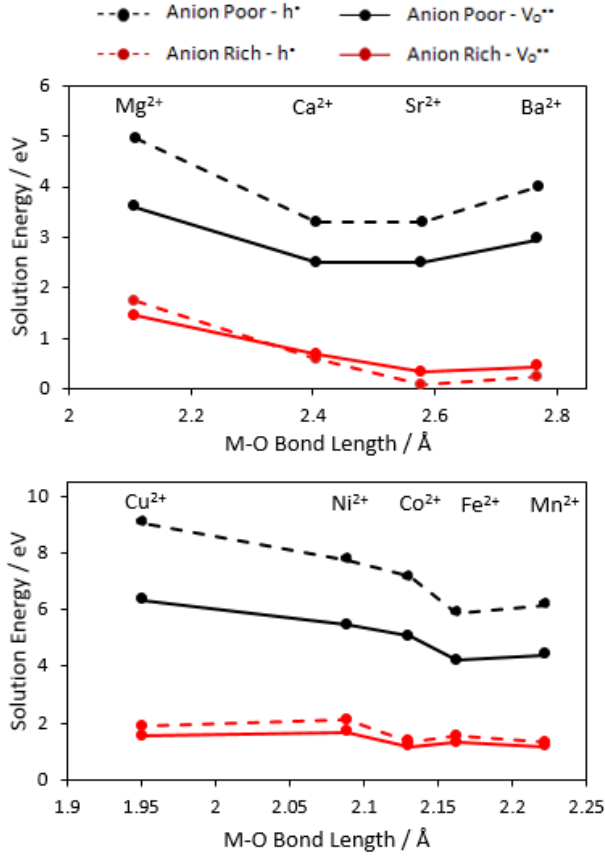 Anion Poor - h• Anion Poor - Vo••
Anion Rich - h• Anion Rich - Vo••
Solution Energy / eV
6
5
4
3
2
1
0
Mg²⁺ Ca²⁺ Sr²⁺ Ba²⁺
2 2.2 2.4 2.6 2.8
M-O Bond Length / Å
Solution Energy / eV
10
8
6
4
2
0
Cu²⁺ Ni²⁺ Co²⁺ Fe²⁺ Mn²⁺
1.9 1.95 2 2.05 2.1 2.15 2.2 2.25
M-O Bond Length / Å